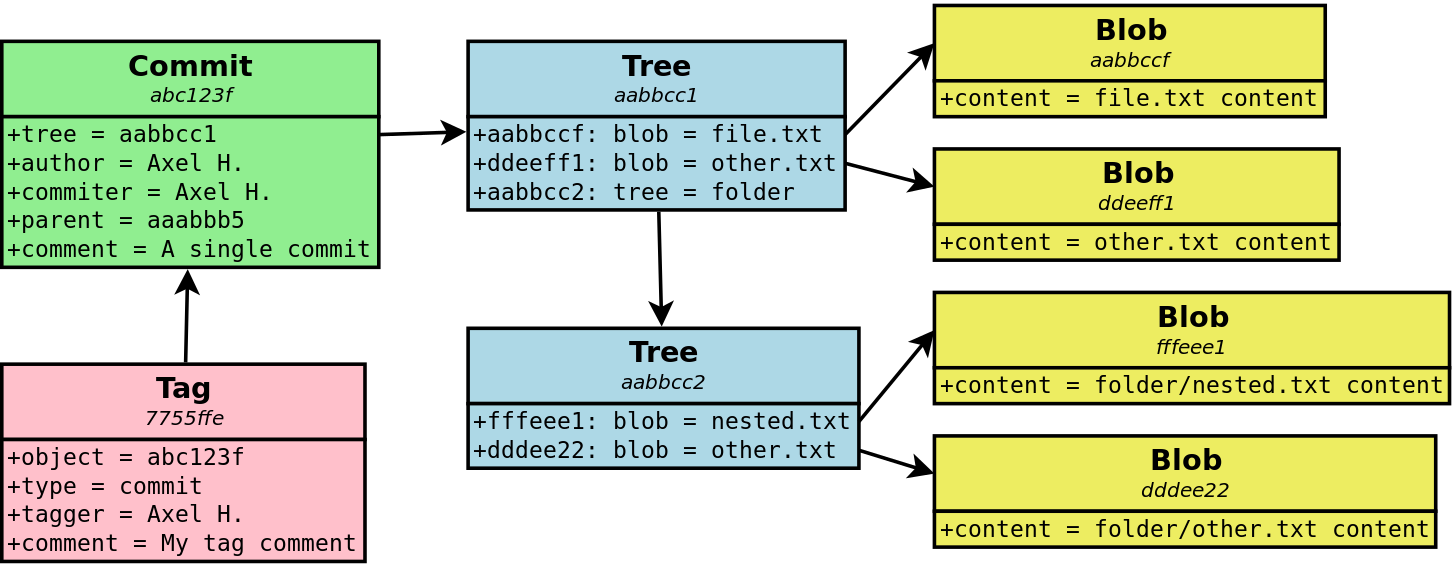 Commit
abc123f
+tree = aabbcc1
+author = Axel H.
+commiter = Axel H.
+parent = aaabbb5
+comment = A single commit
Tag
7755ffe
+object = abc123f
+type = commit
+tagger = Axel H.
+comment = My tag comment
Tree
aabbcc1
+aabbccf: blob = file.txt
+ddeeff1: blob = other.txt
+aabbcc2: tree = folder
Tree
aabbcc2
+fffeee1: blob = nested.txt
+dddee22: blob = other.txt
Blob
aabbccf
+content = file.txt content
Blob
ddeeff1
+content = other.txt content
Blob
fffeee1
+content = folder/nested.txt content
Blob
dddee22
+content = folder/other.txt content